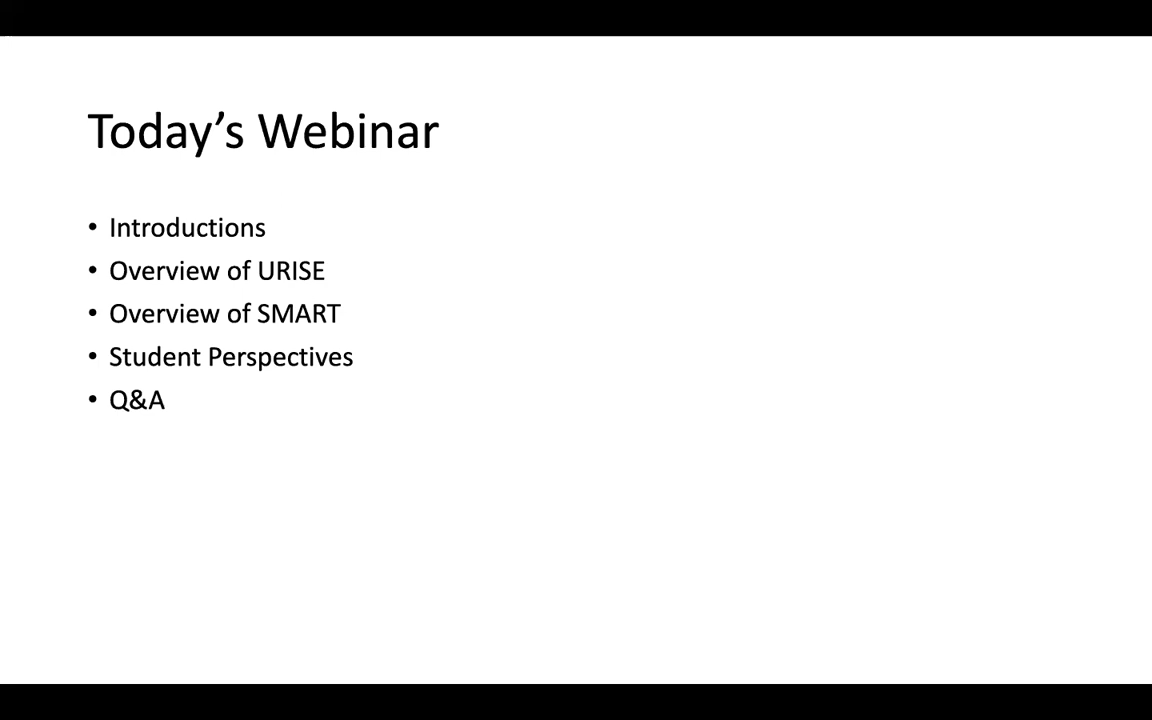 Today’s Webinar
• Introductions
• Overview of URISE
• Overview of SMART
• Student Perspectives
• Q&A